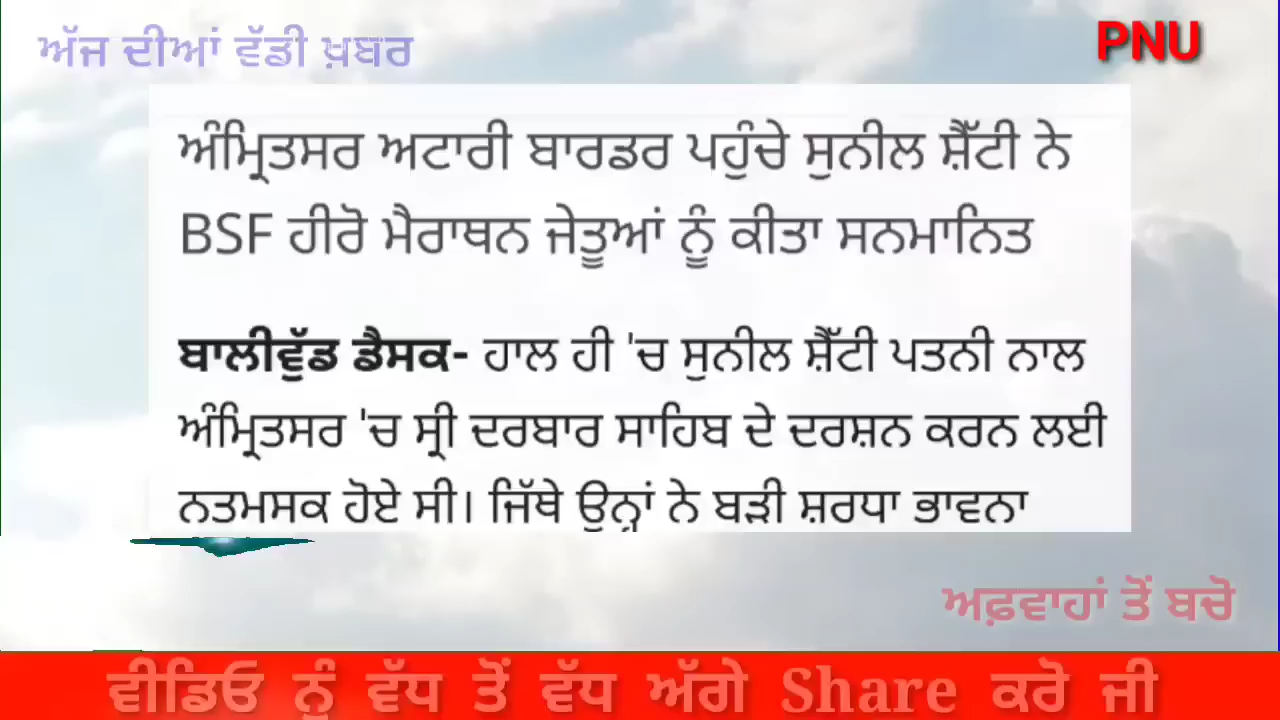 ਅੱਜ ਦੀਆਂ ਵੱਡੀ ਖ਼ਬਰ
PNU
ਅੰਮ੍ਰਿਤਸਰ ਅਟਾਰੀ ਬਾਰਡਰ ਪਹੁੰਚੇ ਸੁਨੀਲ ਸ਼ੈੱਟੀ ਨੇ
BSF ਹੀਰੋ ਮੈਰਾਥਨ ਜੇਤੂਆਂ ਨੂੰ ਕੀਤਾ ਸਨਮਾਨਿਤ
ਬਾਲੀਵੁੱਡ ਡੈਸਕ- ਹਾਲ ਹੀ 'ਚ ਸੁਨੀਲ ਸ਼ੈੱਟੀ ਪਤਨੀ ਨਾਲ
ਅੰਮ੍ਰਿਤਸਰ 'ਚ ਸ੍ਰੀ ਦਰਬਾਰ ਸਾਹਿਬ ਦੇ ਦਰਸ਼ਨ ਕਰਨ ਲਈ
ਨਤਮਸਕ ਹੋਏ ਸੀ। ਜਿੱਥੇ ਉਨ੍ਹਾਂ ਨੇ ਬੜੀ ਸ਼ਰਧਾ ਭਾਵਨਾ
ਅਫ਼ਵਾਹਾਂ ਤੋਂ ਬਚੋ
ਵੀਡਿਓ ਨੂੰ ਵੱਧ ਤੋਂ ਵੱਧ ਅੱਗੇ Share ਕਰੋ ਜੀ